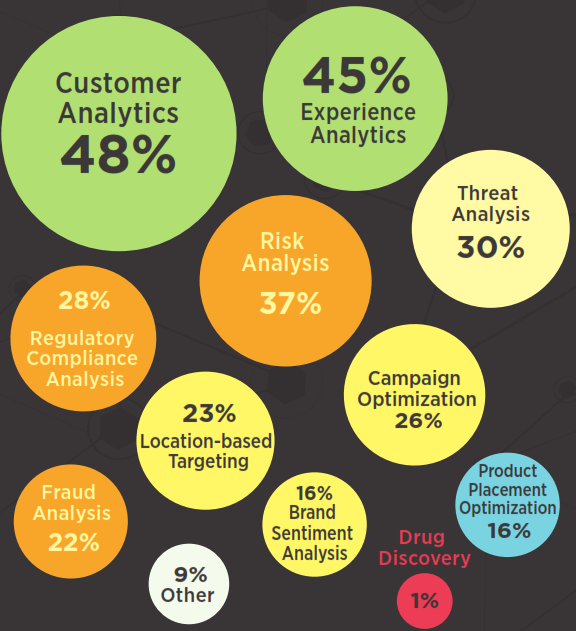 Customer
Analytics
48%
45%
Experience
Analytics
Threat
Analysis
30%
Risk
Analysis
37%
28%
Regulatory
Compliance
Analysis
Campaign
Optimization
26%
23%
Location-based
Targeting
Fraud
Analysis
22%
16%
Brand
Sentiment
Analysis
Product
Placement
Optimization
16%
Drug
Discovery
1%
9%
Other